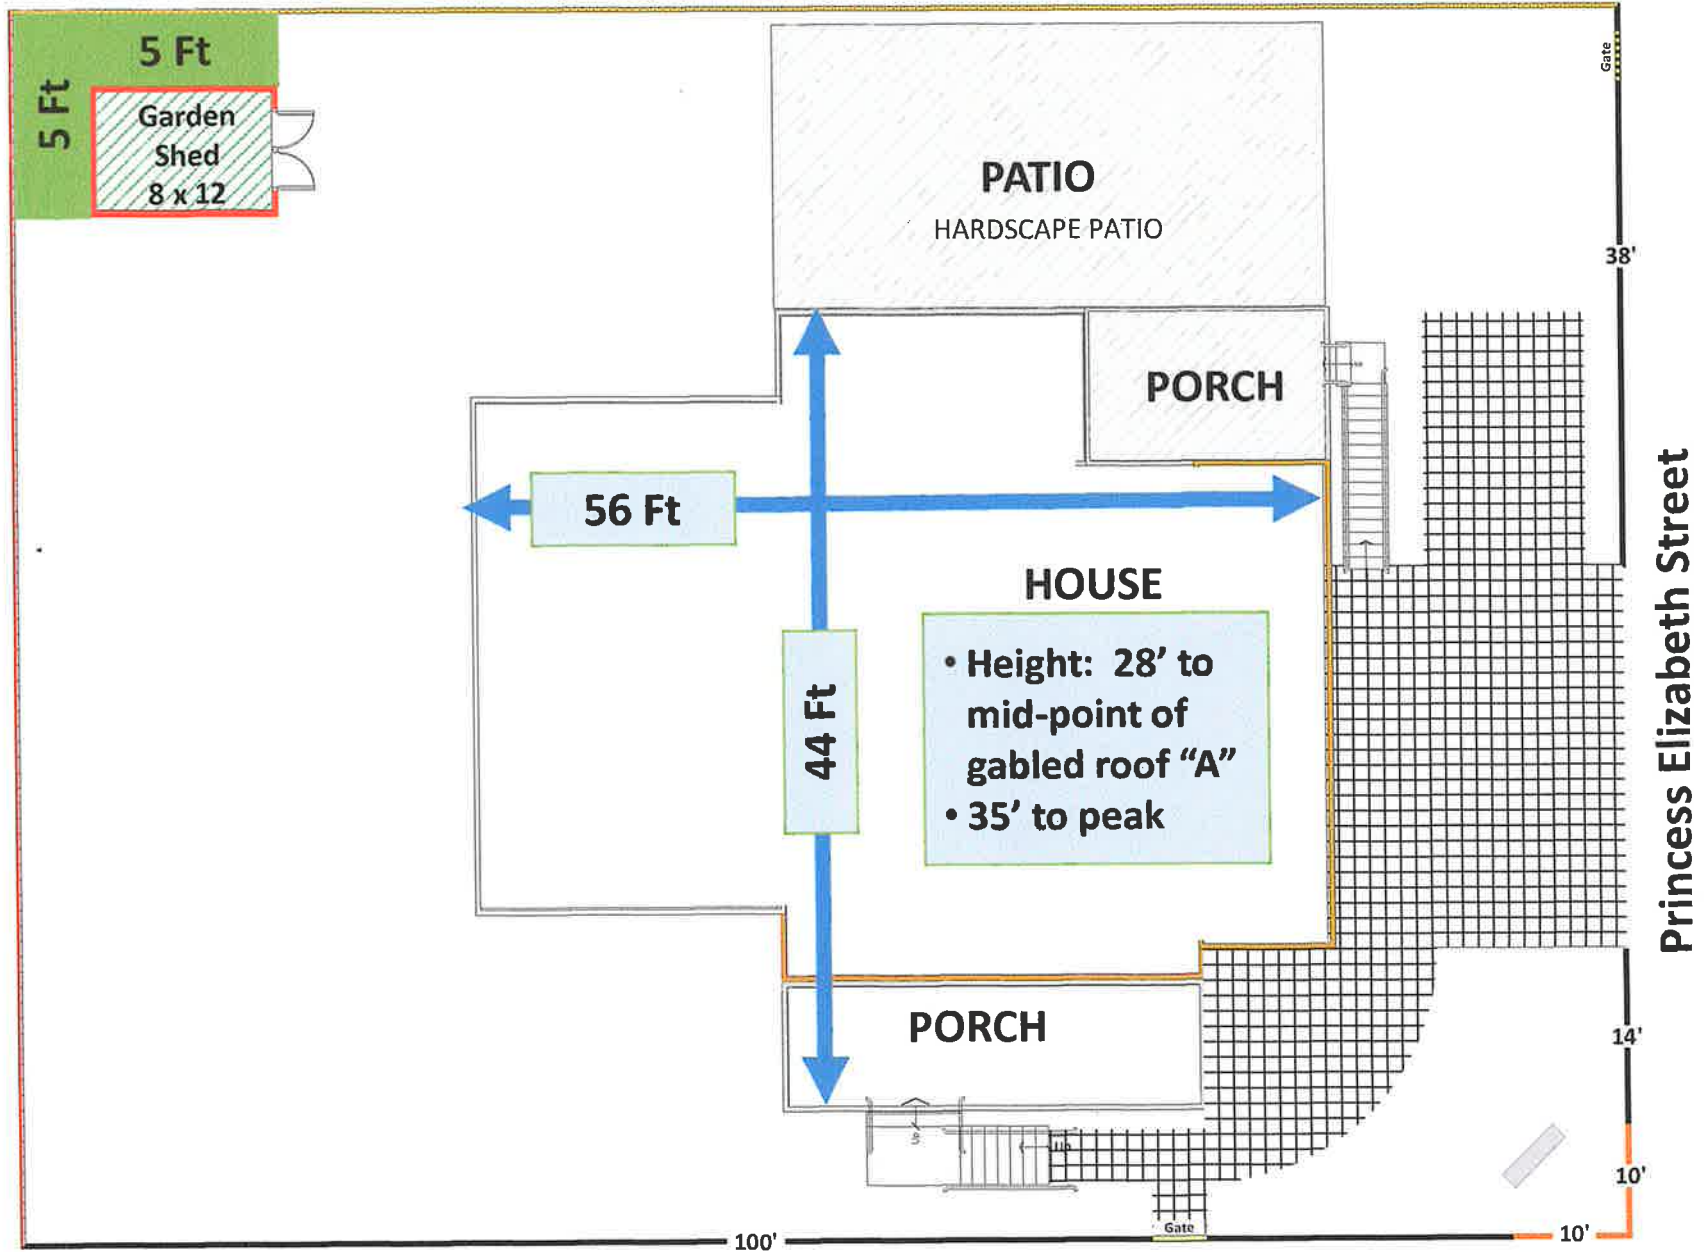 5 Ft
5 Ft
Garden
Shed
8 x 12
Gate
PATIO
HARDSCAPE PATIO
38'
PORCH
56 Ft
HOUSE
• Height: 28’ to
mid-point of
gabled roof “A”
• 35’ to peak
44 Ft
Princess Elizabeth Street
PORCH
14'
Up
Up
10'
Gate
100'
10'